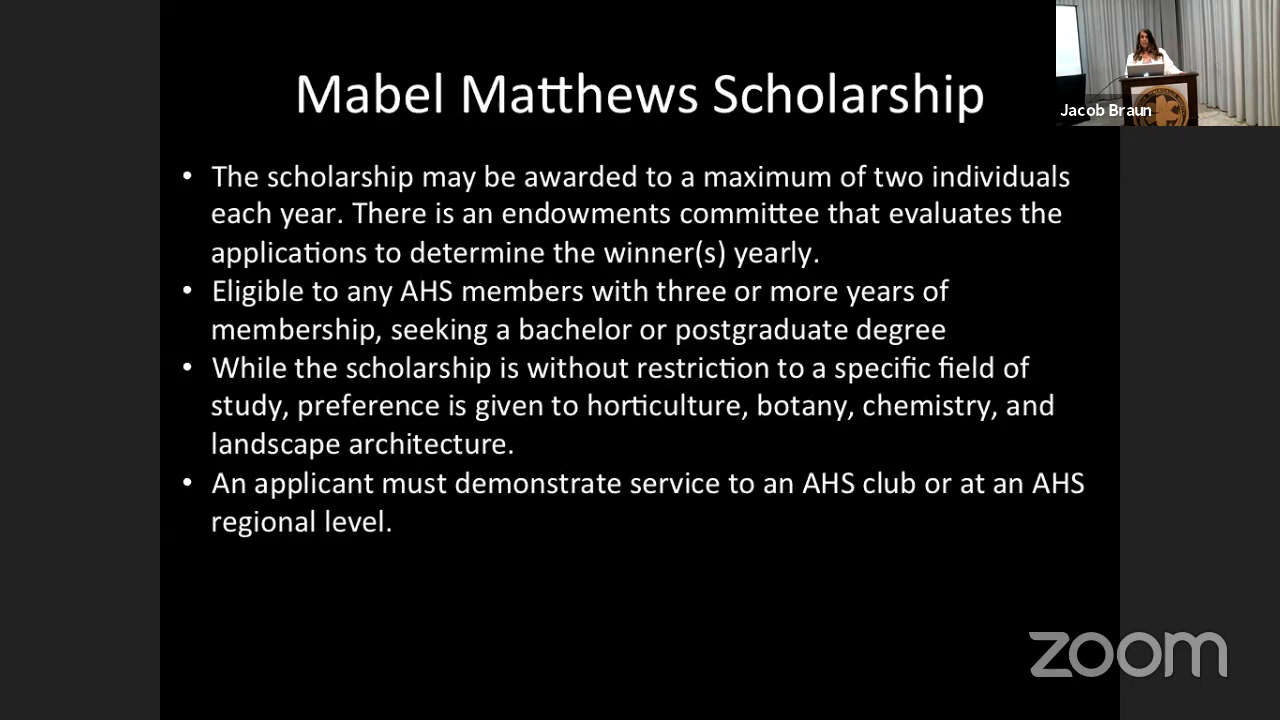 Mabel Matthews Scholarship
Jacob Braun
• The scholarship may be awarded to a maximum of two individuals
each year. There is an endowments committee that evaluates the
applications to determine the winner(s) yearly.
• Eligible to any AHS members with three or more years of
membership, seeking a bachelor or postgraduate degree
• While the scholarship is without restriction to a specific field of
study, preference is given to horticulture, botany, chemistry, and
landscape architecture.
• An applicant must demonstrate service to an AHS club or at an AHS
regional level.
zoom